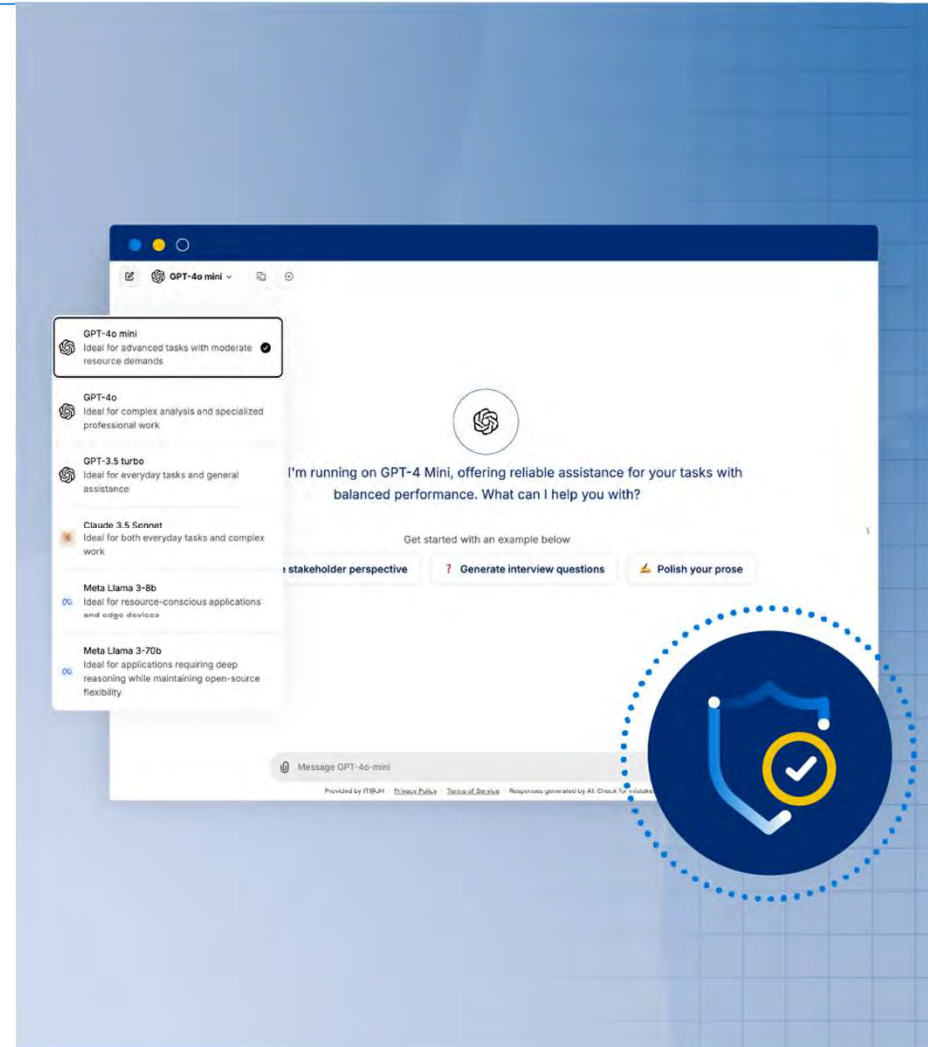 GPT-4o mini
GPT-4o mini
Ideal for advanced tasks with moderate
resource demands
GPT-4o
Ideal for complex analysis and specialized
professional work
GPT-3.5 turbo
Ideal for everyday tasks and general
assistance
Claude 3.5 Sonnet
Ideal for both everyday tasks and complex
work
Meta Llama 3-8b
Ideal for resource-conscious applications
and edge devices
Meta Llama 3-70b
Ideal for applications requiring deep
reasoning while maintaining open-source
flexibility
I'm running on GPT-4 Mini, offering reliable assistance for your tasks with
balanced performance. What can I help you with?
Get started with an example below
stakeholder perspective
? Generate interview questions
Polish your prose
Message GPT-4o-mini
Provided by IT@JH Privacy Policy Terms of Service Responses generated by AI. Check for